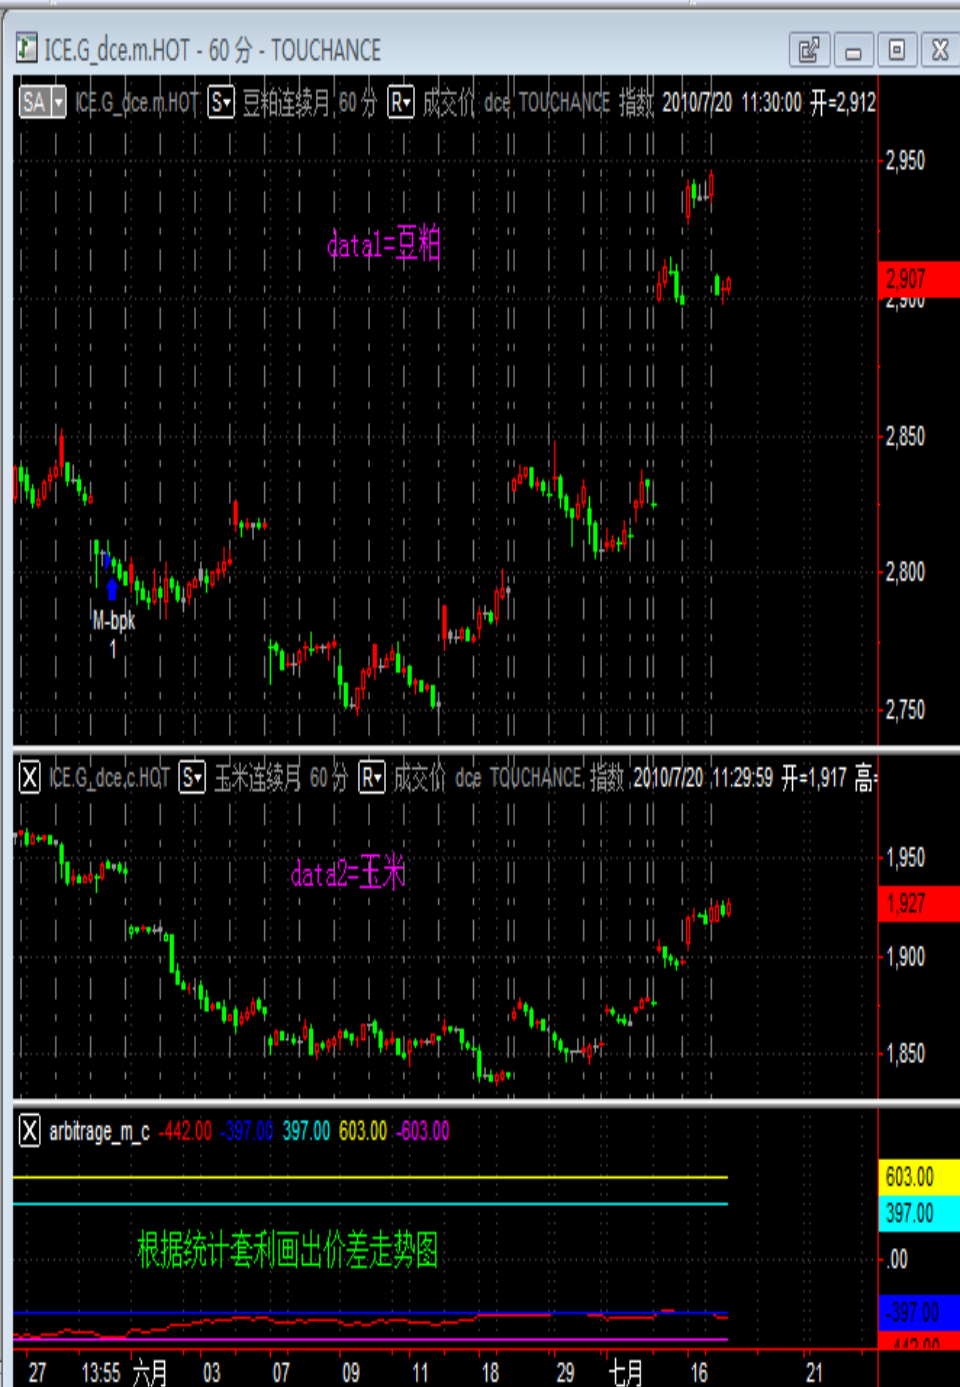 ICE.G_dce.m.HOT - 60 分 - TOUCHANCE
SA ICE.G_dce.m.HOT S 豆粕连续月 60 分 R 成交价 dce TOUCHANCE 指数 2010/7/20 11:30:00 开=2,912
2,950
data1=豆粕
2,907
2,900
2,850
2,800
M-bpk
1
2,750
X ICE.G_dce.c.HOT S 玉米连续月 60 分 R 成交价 dce TOUCHANCE 指数 2010/7/20 11:29:59 开=1,917 高=
1,950
data2=玉米
1,927
1,900
1,850
X arbitrage_m_c -442.00 -397.00 397.00 603.00 -603.00
603.00
397.00
根据统计套利画出价差走势图
.00
-397.00
-442.00
27 13:55 六月 03 07 09 11 18 29 七月 16 21